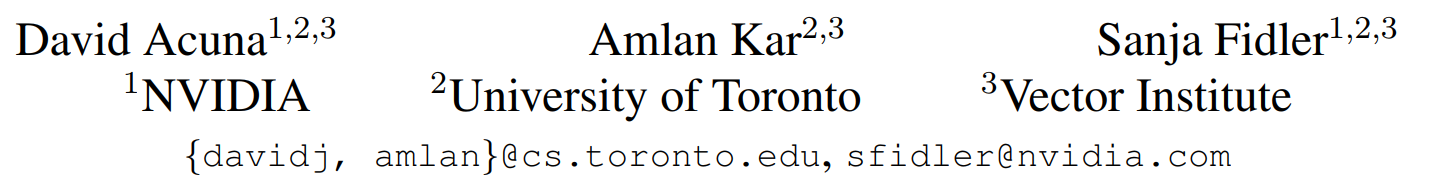 David Acuna1,2,3 Amlan Kar2,3 Sanja Fidler1,2,3
1NVIDIA 2University of Toronto 3Vector Institute
{davidj, amlan}@cs.toronto.edu, sfidler@nvidia.com